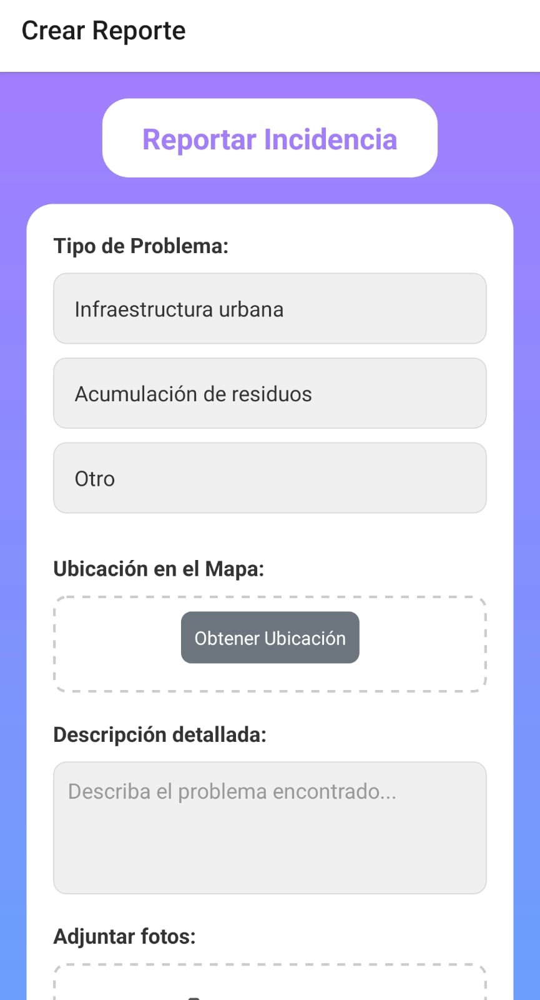 Crear Reporte
Reportar Incidencia
Tipo de Problema:
Infraestructura urbana
Acumulación de residuos
Otro
Ubicación en el Mapa:
Obtener Ubicación
Descripción detallada:
Describa el problema encontrado...
Adjuntar fotos: